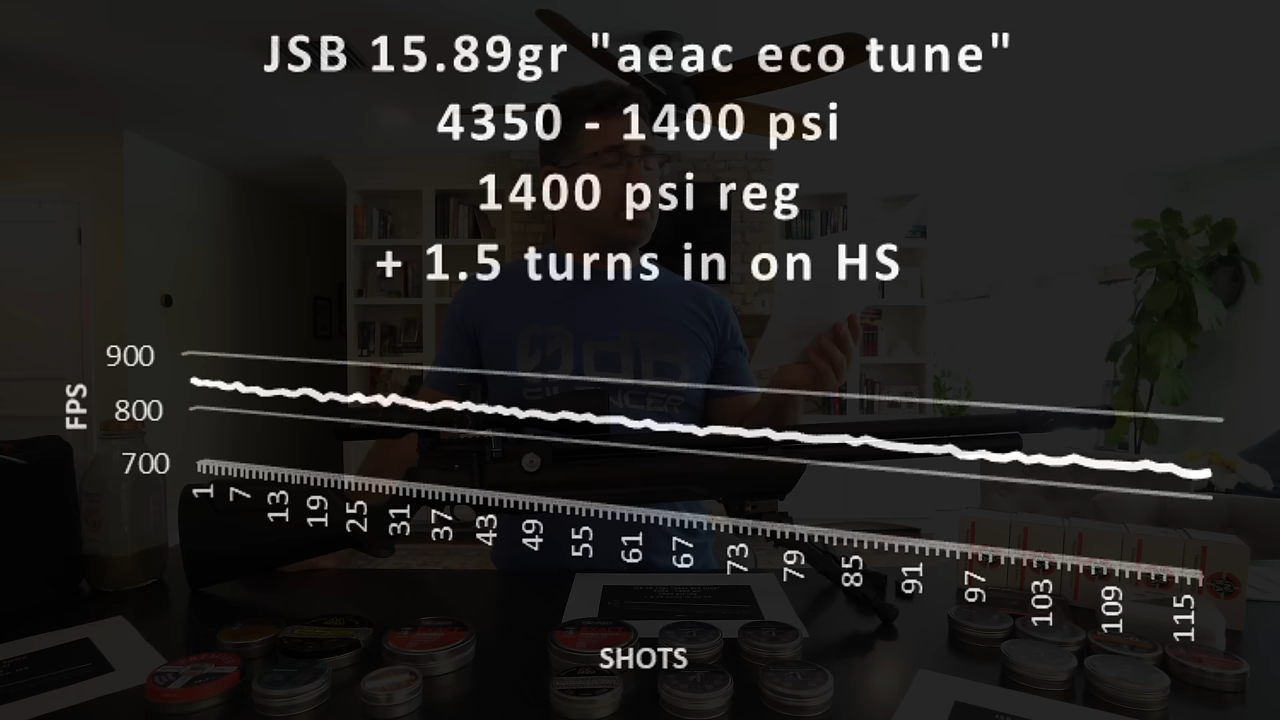 JSB 15.89gr "aeac eco tune"
4350 - 1400 psi
1400 psi reg
+ 1.5 turns in on HS
900
800
700
FPS
1 7 13 19 25 31 37 43 49 55 61 67 73 79 85 91 97 103 109 115
SHOTS